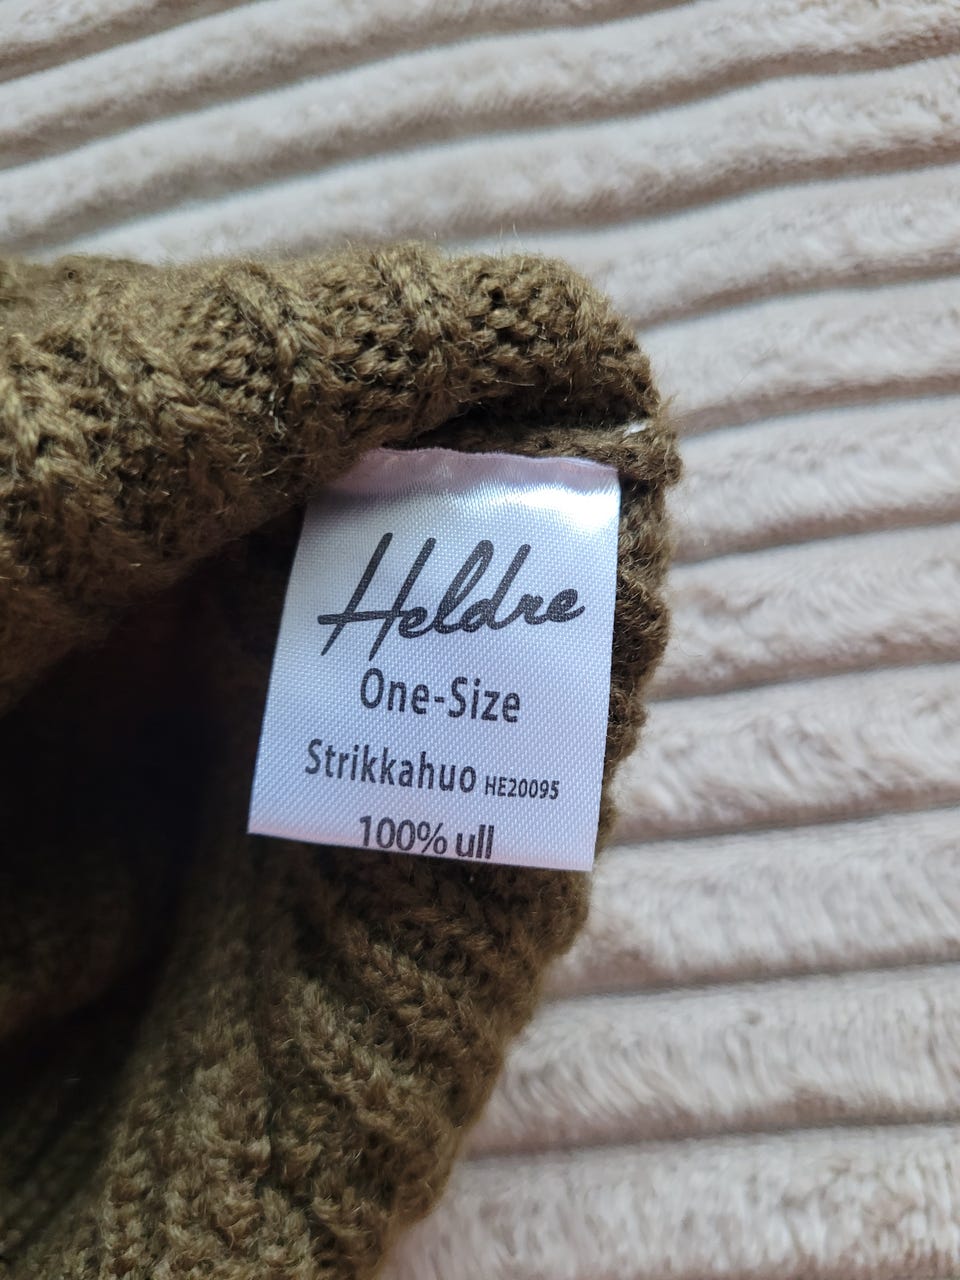 Heldre
One-Size
Strikkahuo HE20095
100% ull